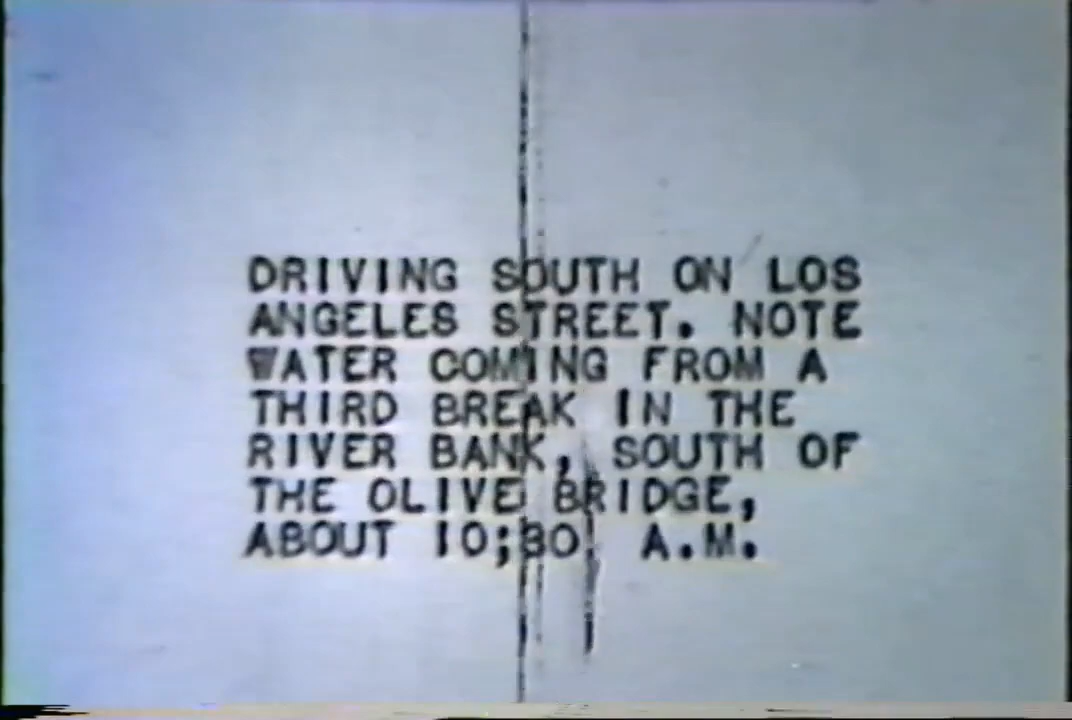 DRIVING SOUTH ON LOS
ANGELES STREET. NOTE
WATER COMING FROM A
THIRD BREAK IN THE
RIVER BANK, SOUTH OF
THE OLIVE BRIDGE,
ABOUT 10;30 A.M.